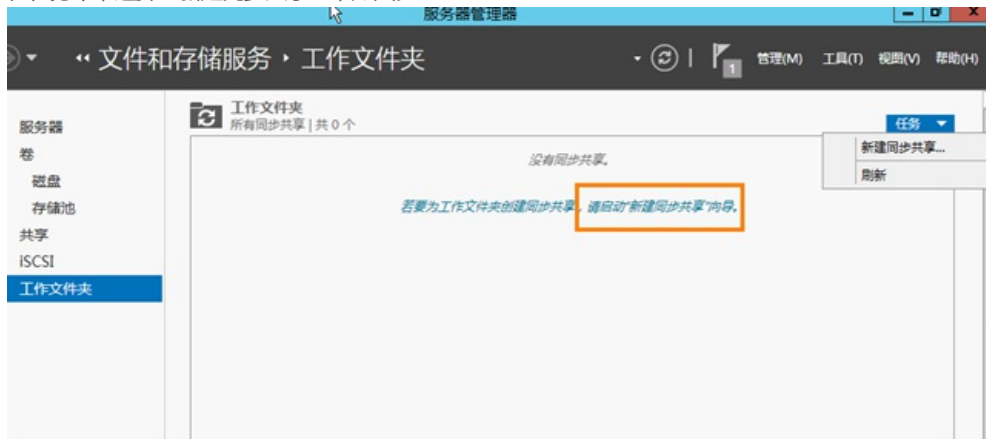 服务器管理器
文件和存储服务 · 工作文件夹
1 管理(M) 工具(T) 视图(V) 帮助(H)
服务器
卷
磁盘
存储池
共享
iSCSI
工作文件夹
工作文件夹
所有同步共享 | 共 0 个
任务
新建同步共享...
刷新
没有同步共享。
若要为工作文件夹创建同步共享，请启动"新建同步共享"向导。